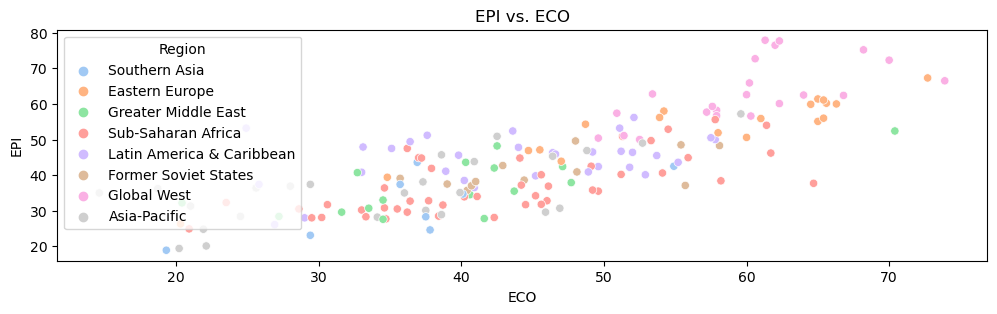 EPI vs. ECO
80
70
60
50
40
30
20
EPI
Region
Southern Asia
Eastern Europe
Greater Middle East
Sub-Saharan Africa
Latin America & Caribbean
Former Soviet States
Global West
Asia-Pacific
20 30 40 50 60 70
ECO